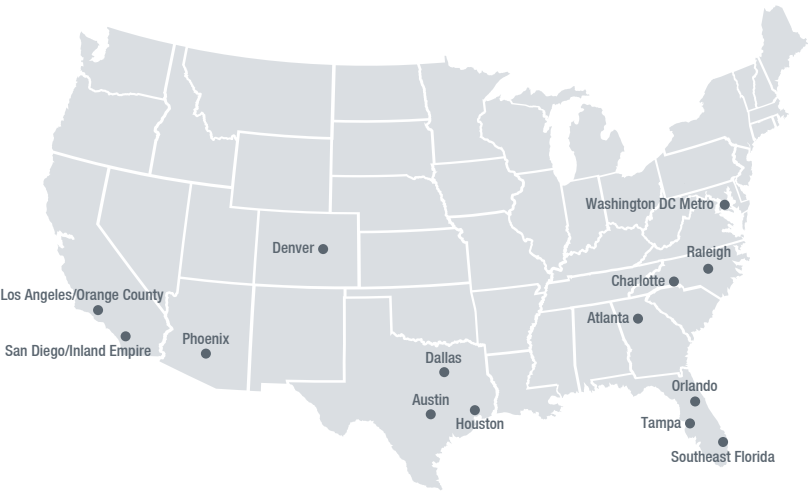 Washington DC Metro
Denver
Raleigh
Charlotte
Los Angeles/Orange County
Atlanta
Phoenix
San Diego/Inland Empire
Dallas
Orlando
Austin
Houston
Tampa
Southeast Florida